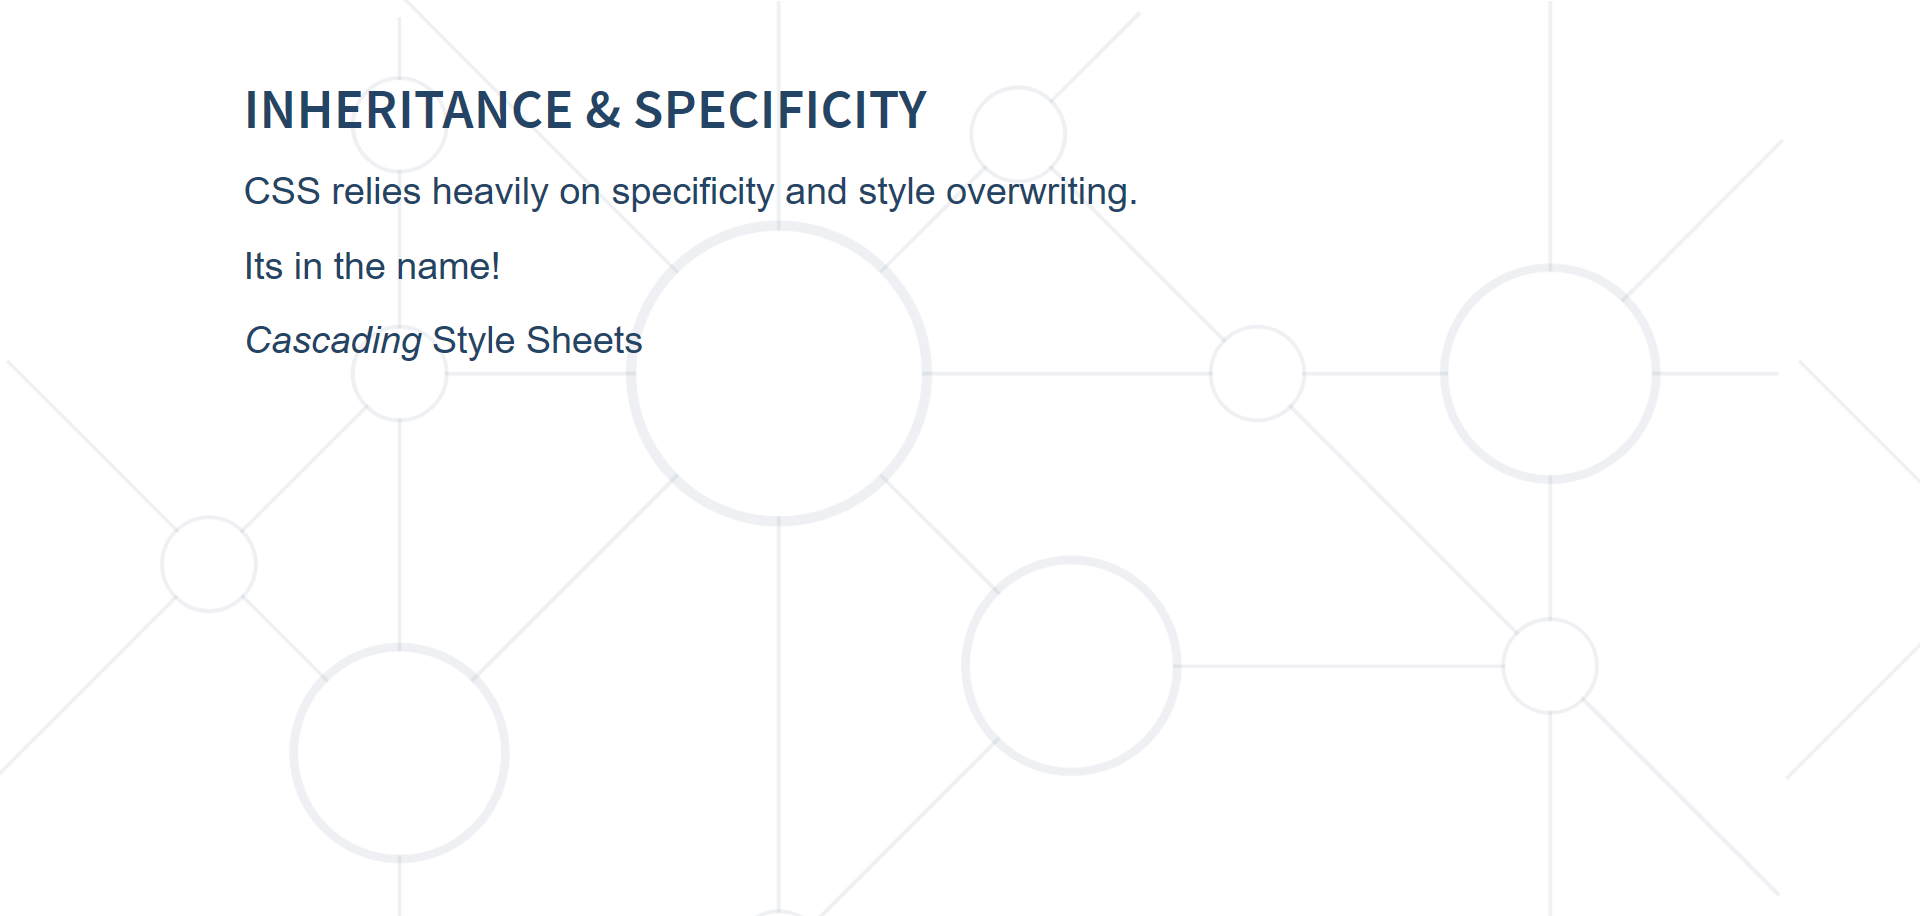 INHERITANCE & SPECIFICITY
CSS relies heavily on specificity and style overwriting.
Its in the name!
Cascading Style Sheets